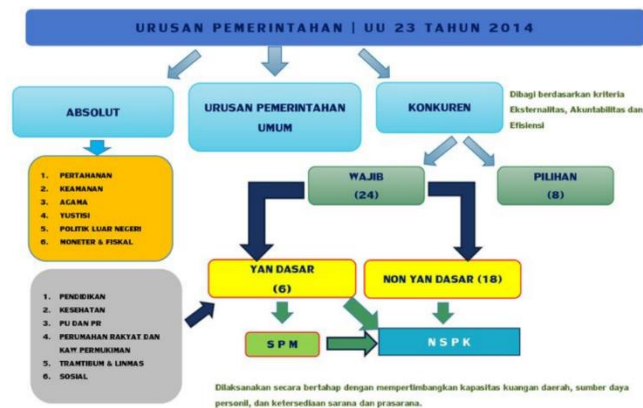 URUSAN PEMERINTAHAN | UU 23 TAHUN 2014
ABSOLUT
URUSAN PEMERINTAHAN
UMUM
KONKUREN
Dibagi berdasarkan kriteria
Eksternalitas, Akuntabilitas dan
Efisiensi
1. PERTAHANAN
2. KEAMANAN
3. AGAMA
4. YUSTISI
5. POLITIK LUAR NEGERI
6. MONETER & FISKAL
WAJIB
(24)
PILIHAN
(8)
YAN DASAR
(6)
NON YAN DASAR (18)
1. PENDIDIKAN
2. KESEHATAN
3. PU DAN PR
4. PERUMAHAN RAKYAT DAN
KAW PERMUKIMAN
5. TRAMTIBUM & LINMAS
6. SOSIAL
S P M
N S P K
Dilaksanakan secara bertahap dengan mempertimbangkan kapasitas kuangan daerah, sumber daya
personil, dan ketersediaan sarana dan prasarana.